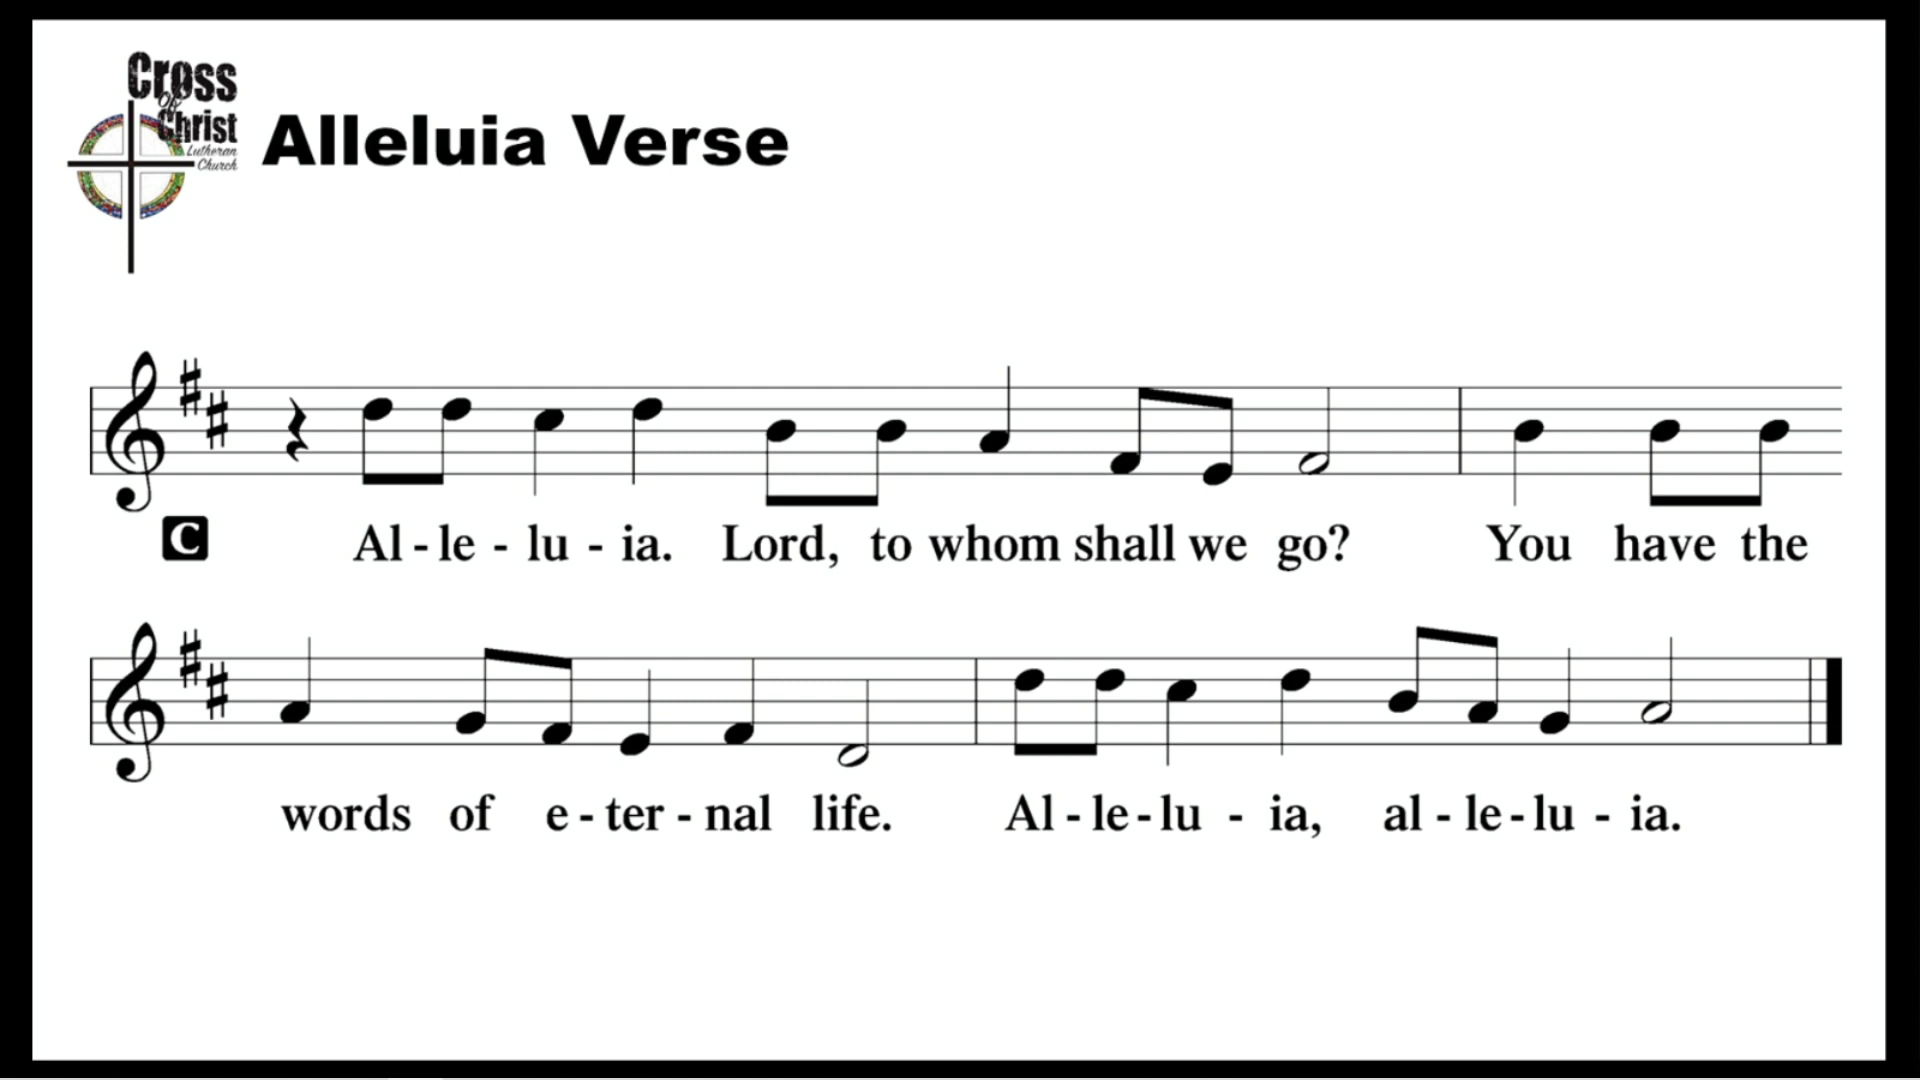 Cross
Of
Christ
Lutheran
Church
Alleluia Verse
C Al - le - lu - ia. Lord, to whom shall we go? You have the
words of e - ter - nal life. Al - le - lu - ia, al - le - lu - ia.